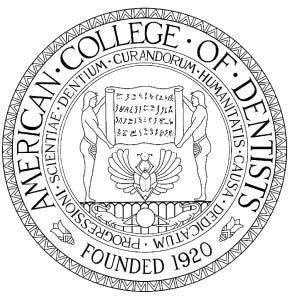 AMERICAN · COLLEGE · OF · DENTISTS
PROGRESSIONI · SCIENTIAE · DENTIUM · CURANDORUM · HUMANITATIS · CAUSA · DEDICATUM
FOUNDED 1920